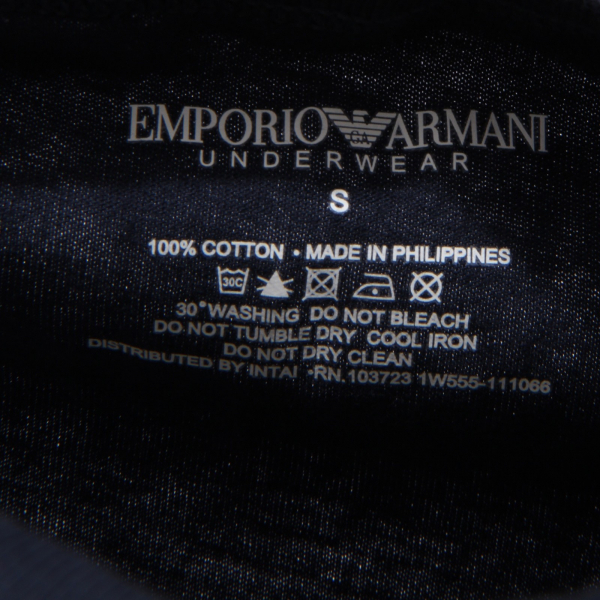 EMPORIO ARMANI
UNDERWEAR
S
100% COTTON • MADE IN PHILIPPINES
30C
30°WASHING DO NOT BLEACH
DO NOT TUMBLE DRY COOL IRON
DO NOT DRY CLEAN
DISTRIBUTED BY INTAI •RN.103723 1W555-111066